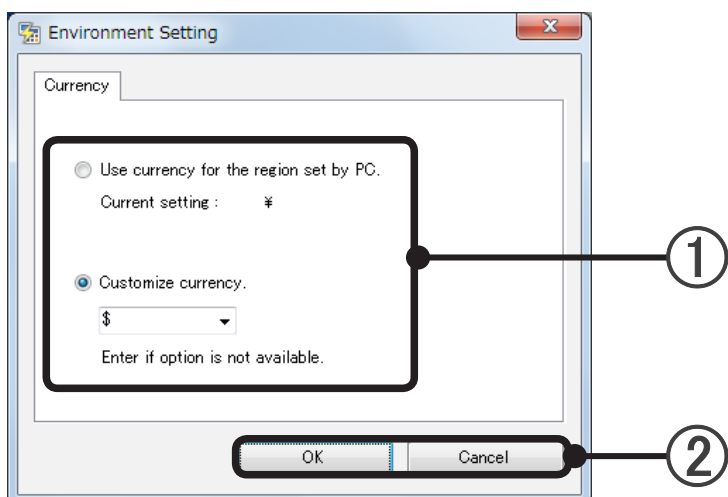 Environment Setting
Currency
Use currency for the region set by PC.
Current setting : ¥
①
Customize currency.
$
Enter if option is not available.
OK Cancel
②